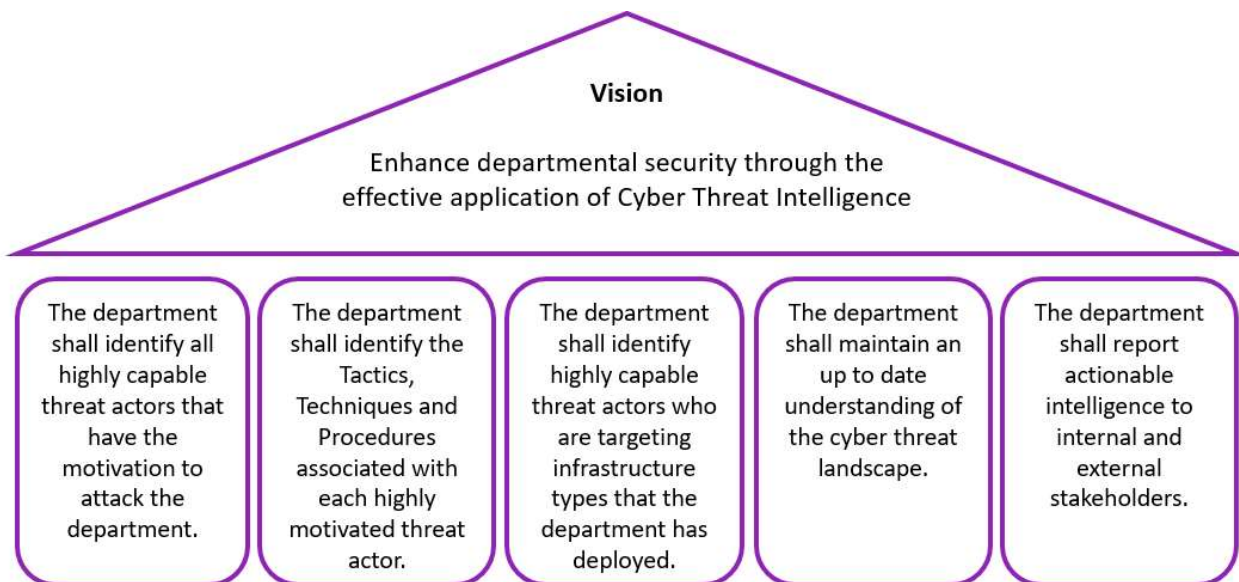 Vision
Enhance departmental security through the
effective application of Cyber Threat Intelligence
The department
shall identify all
highly capable
threat actors that
have the
motivation to
attack the
department.
The department
shall identify the
Tactics,
Techniques and
Procedures
associated with
each highly
motivated threat
actor.
The department
shall identify
highly capable
threat actors who
are targeting
infrastructure
types that the
department has
deployed.
The department
shall maintain an
up to date
understanding of
the cyber threat
landscape.
The department
shall report
actionable
intelligence to
internal and
external
stakeholders.